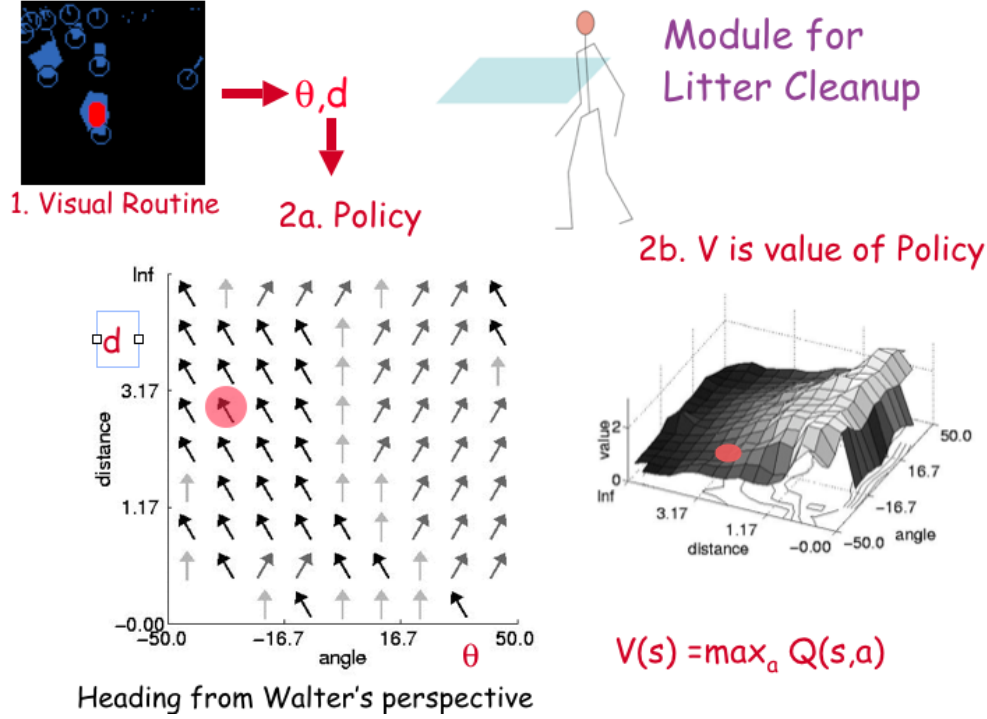 Module for
Litter Cleanup
θ,d
1. Visual Routine
2a. Policy
2b. V is value of Policy
Inf
d
3.17
distance
1.17
-0.00
-50.0
-16.7
16.7
50.0
angle
θ
Heading from Walter's perspective
value
2
0
Inf
3.17
1.17
-0.00
distance
-50.0
-16.7
16.7
50.0
angle
V(s) =maxₐ Q(s,a)